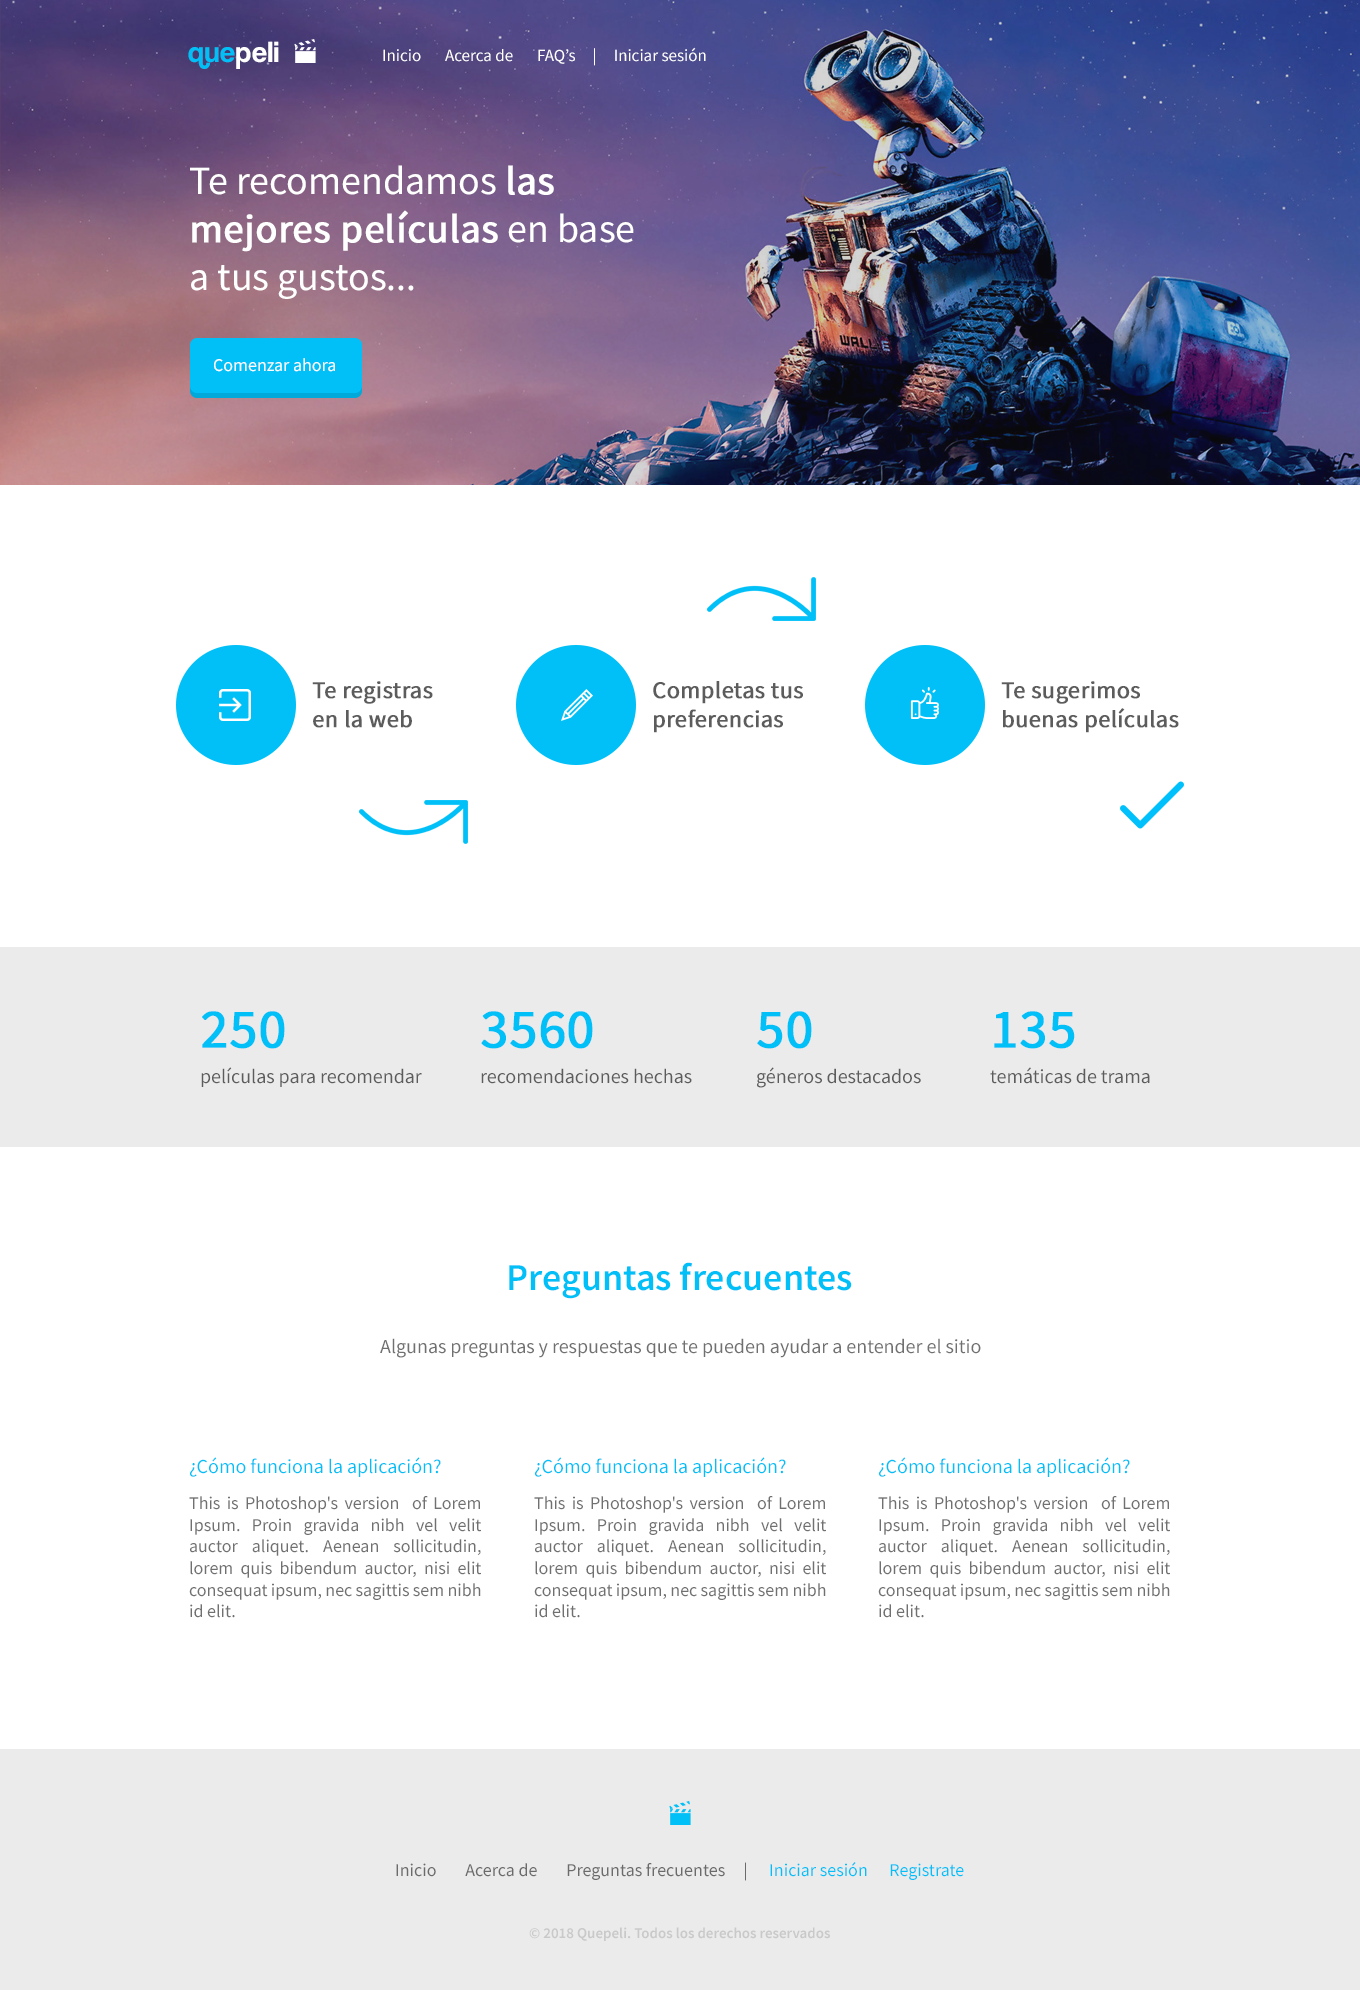 quepeli
Inicio Acerca de FAQ's | Iniciar sesión
Te recomendamos las
mejores películas en base
a tus gustos...
Comenzar ahora
WALL E
Te registras
en la web
Completas tus
preferencias
Te sugerimos
buenas películas
250
películas para recomendar
3560
recomendaciones hechas
50
géneros destacados
135
temáticas de trama
Preguntas frecuentes
Algunas preguntas y respuestas que te pueden ayudar a entender el sitio
¿Cómo funciona la aplicación?
This is Photoshop's version of Lorem
Ipsum. Proin gravida nibh vel velit
auctor aliquet. Aenean sollicitudin,
lorem quis bibendum auctor, nisi elit
consequat ipsum, nec sagittis sem nibh
id elit.
¿Cómo funciona la aplicación?
This is Photoshop's version of Lorem
Ipsum. Proin gravida nibh vel velit
auctor aliquet. Aenean sollicitudin,
lorem quis bibendum auctor, nisi elit
consequat ipsum, nec sagittis sem nibh
id elit.
¿Cómo funciona la aplicación?
This is Photoshop's version of Lorem
Ipsum. Proin gravida nibh vel velit
auctor aliquet. Aenean sollicitudin,
lorem quis bibendum auctor, nisi elit
consequat ipsum, nec sagittis sem nibh
id elit.
Inicio Acerca de Preguntas frecuentes | Iniciar sesión Registrate
© 2018 Quepeli. Todos los derechos reservados